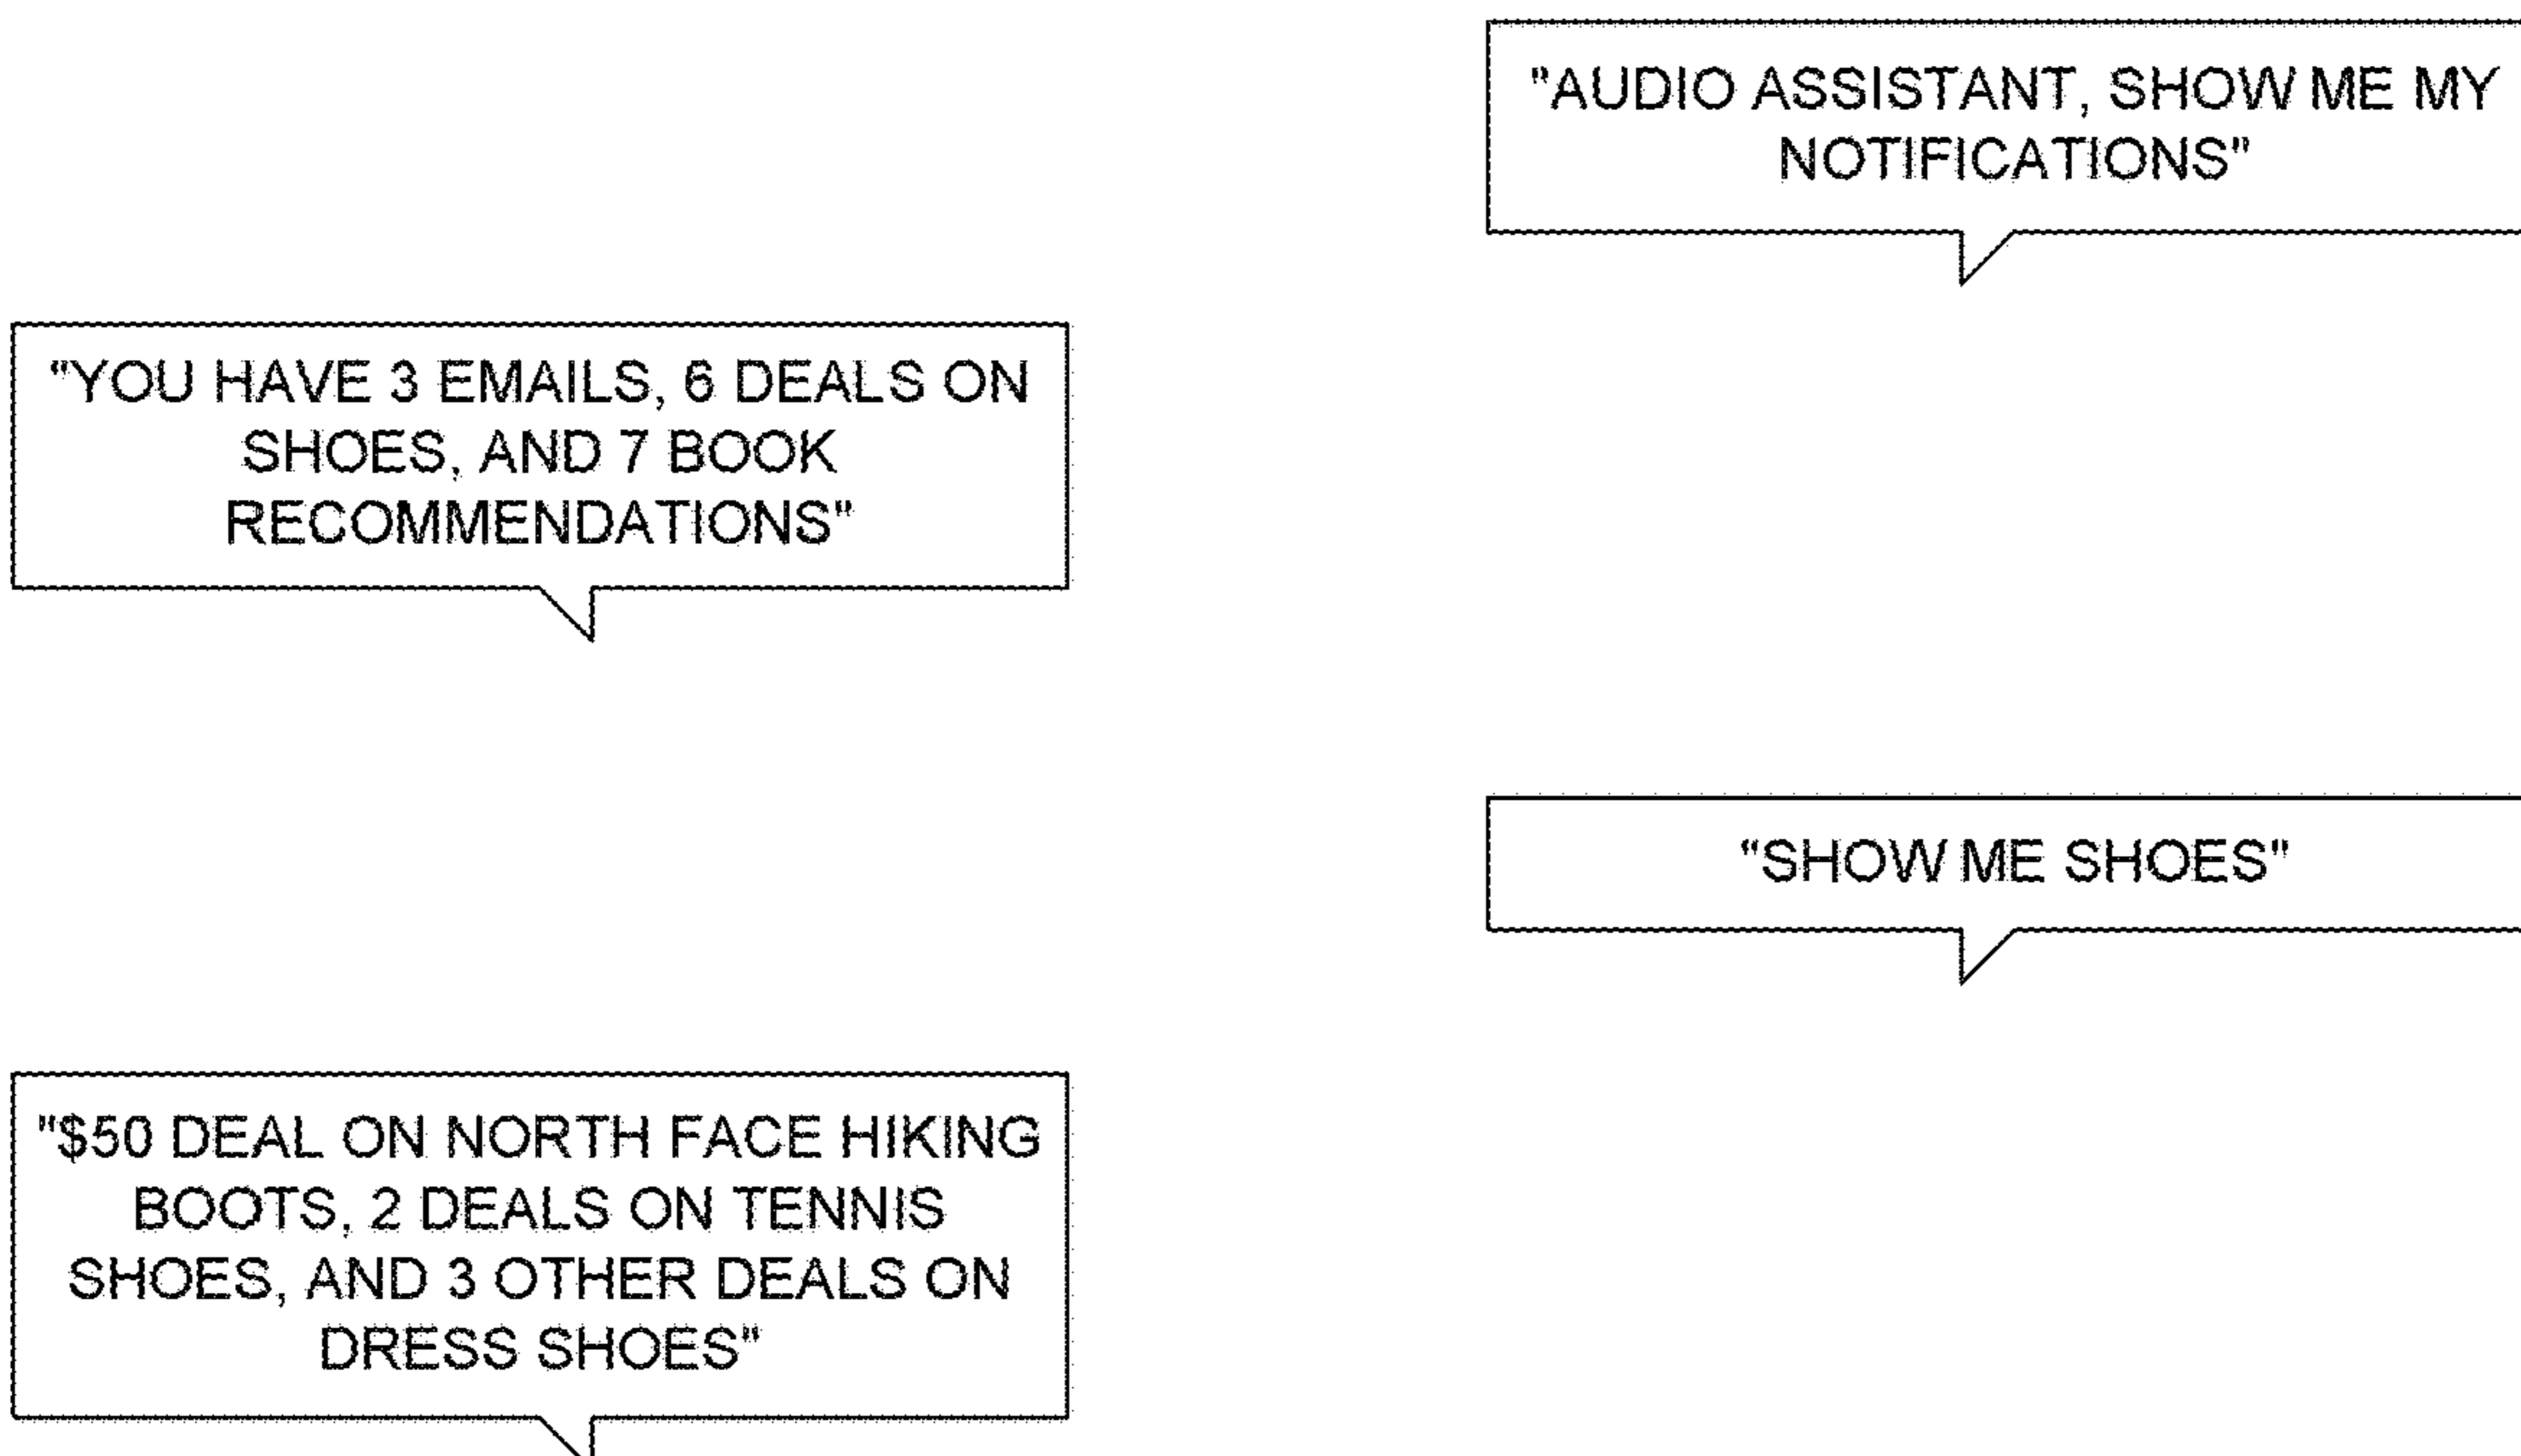 "AUDIO ASSISTANT, SHOW ME MY
NOTIFICATIONS"
"YOU HAVE 3 EMAILS, 6 DEALS ON
SHOES, AND 7 BOOK
RECOMMENDATIONS"
"SHOW ME SHOES"
"$50 DEAL ON NORTH FACE HIKING
BOOTS, 2 DEALS ON TENNIS
SHOES, AND 3 OTHER DEALS ON
DRESS SHOES"